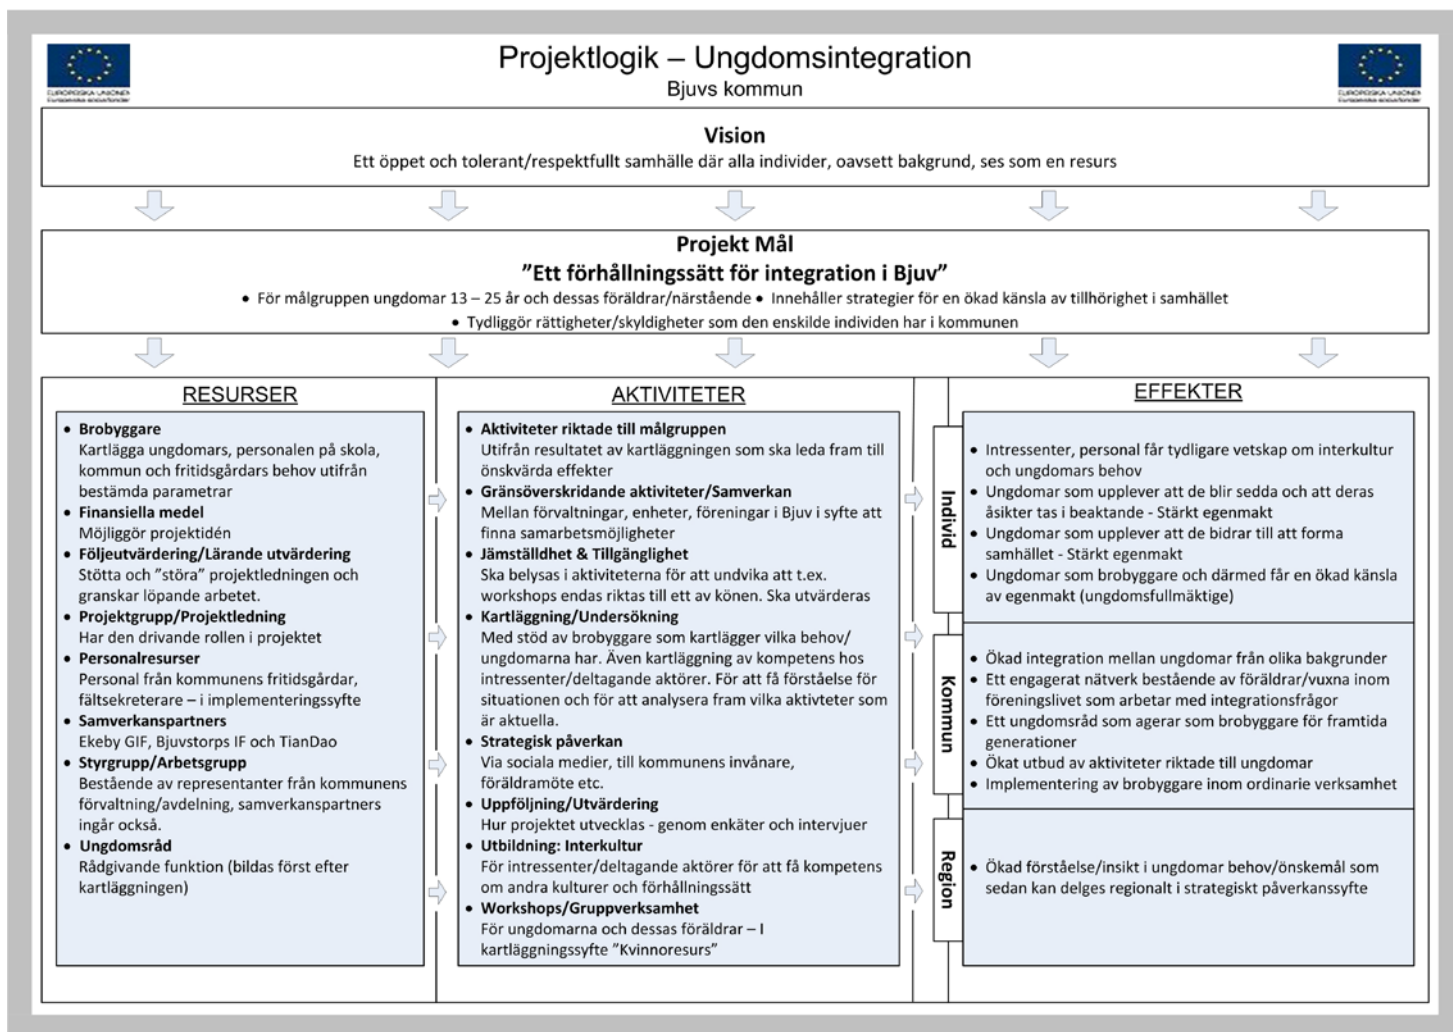 Projektlogik – Ungdomsintegration
Bjuvs kommun
EUROPEISKA UNIONEN
Europeiska socialfonden
EUROPEISKA UNIONEN
Europeiska socialfonden
Vision
Ett öppet och tolerant/respektfullt samhälle där alla individer, oavsett bakgrund, ses som en resurs
Projekt Mål
”Ett förhållningssätt för integration i Bjuv”
• För målgruppen ungdomar 13 – 25 år och dessas föräldrar/närstående • Innehåller strategier för en ökad känsla av tillhörighet i samhället
• Tydliggör rättigheter/skyldigheter som den enskilde individen har i kommunen
RESURSER
• Brobyggare
Kartlägga ungdomars, personalen på skola,
kommun och fritidsgårdars behov utifrån
bestämda parametrar
• Finansiella medel
Möjliggör projektidén
• Följeutvärdering/Lärande utvärdering
Stötta och ”störa” projektledningen och
granskar löpande arbetet.
• Projektgrupp/Projektledning
Har den drivande rollen i projektet
• Personalresurser
Personal från kommunens fritidsgårdar,
fältsekreterare – i implementeringssyfte
• Samverkanspartners
Ekeby GIF, Bjuvstorps IF och TianDao
• Styrgrupp/Arbetsgrupp
Bestående av representanter från kommunens
förvaltning/avdelning, samverkanspartners
ingår också.
• Ungdomsråd
Rådgivande funktion (bildas först efter
kartläggningen)
AKTIVITETER
• Aktiviteter riktade till målgruppen
Utifrån resultatet av kartläggningen som ska leda fram till
önskvärda effekter
• Gränsöverskridande aktiviteter/Samverkan
Mellan förvaltningar, enheter, föreningar i Bjuv i syfte att
finna samarbetsmöjligheter
• Jämställdhet & Tillgänglighet
Ska belysas i aktiviteterna för att undvika att t.ex.
workshops endas riktas till ett av könen. Ska utvärderas
• Kartläggning/Undersökning
Med stöd av brobyggare som kartlägger vilka behov/
ungdomarna har. Även kartläggning av kompetens hos
intressenter/deltagande aktörer. För att få förståelse för
situationen och för att analysera fram vilka aktivteter som
är aktuella.
• Strategisk påverkan
Via sociala medier, till kommunens invånare,
föräldramöte etc.
• Uppföljning/Utvärdering
Hur projektet utvecklas - genom enkäter och intervjuer
• Utbildning: Interkultur
För intressenter/deltagande aktörer för att få kompetens
om andra kulturer och förhållningssätt
• Workshops/Gruppverksamhet
För ungdomarna och dessas föräldrar – I
kartläggningssyfte ”Kvinnoresurs”
EFFEKTER
Individ
• Intressenter, personal får tydligare vetskap om interkultur
och ungdomars behov
• Ungdomar som upplever att de blir sedda och att deras
åsikter tas i beaktande - Stärkt egenmakt
• Ungdomar som upplever att de bidrar till att forma
samhället - Stärkt egenmakt
• Ungdomar som brobyggare och därmed får en ökad känsla
av egenmakt (ungdomsfullmäktige)
Kommun
• Ökad integration mellan ungdomar från olika bakgrunder
• Ett engagerat nätverk bestående av föräldrar/vuxna inom
föreningslivet som arbetar med integrationsfrågor
• Ett ungdomsråd som agerar som brobyggare för framtida
generationer
• Ökat utbud av aktiviteter riktade till ungdomar
• Implementering av brobyggare inom ordinarie verksamhet
Region
• Ökad förståelse/insikt i ungdomar behov/önskemål som
sedan kan delges regionalt i strategiskt påverkanssyfte